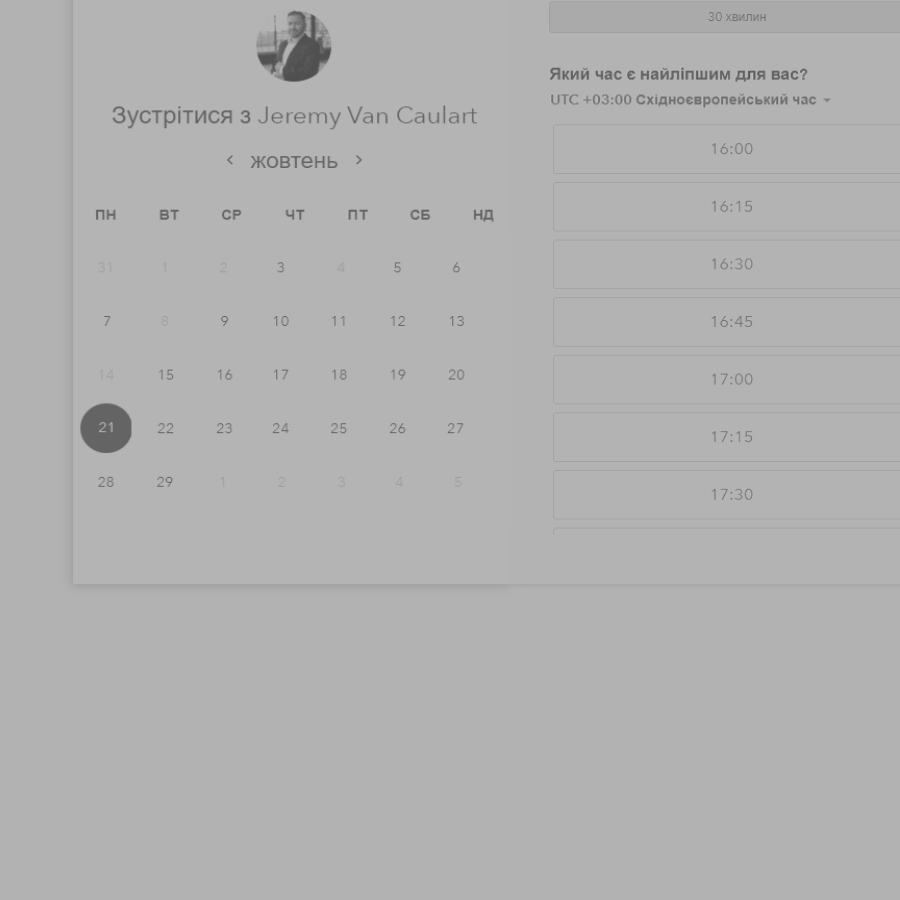 Зустрітися з Jeremy Van Caulart
жовтень
ПН ВТ СР ЧТ ПТ СБ НД
31 1 2 3 4 5 6
7 8 9 10 11 12 13
14 15 16 17 18 19 20
21 22 23 24 25 26 27
28 29 1 2 3 4 5
30 хвилин
Який час є найліпшим для вас?
UTC +03:00 Східноєвропейський час
16:00
16:15
16:30
16:45
17:00
17:15
17:30